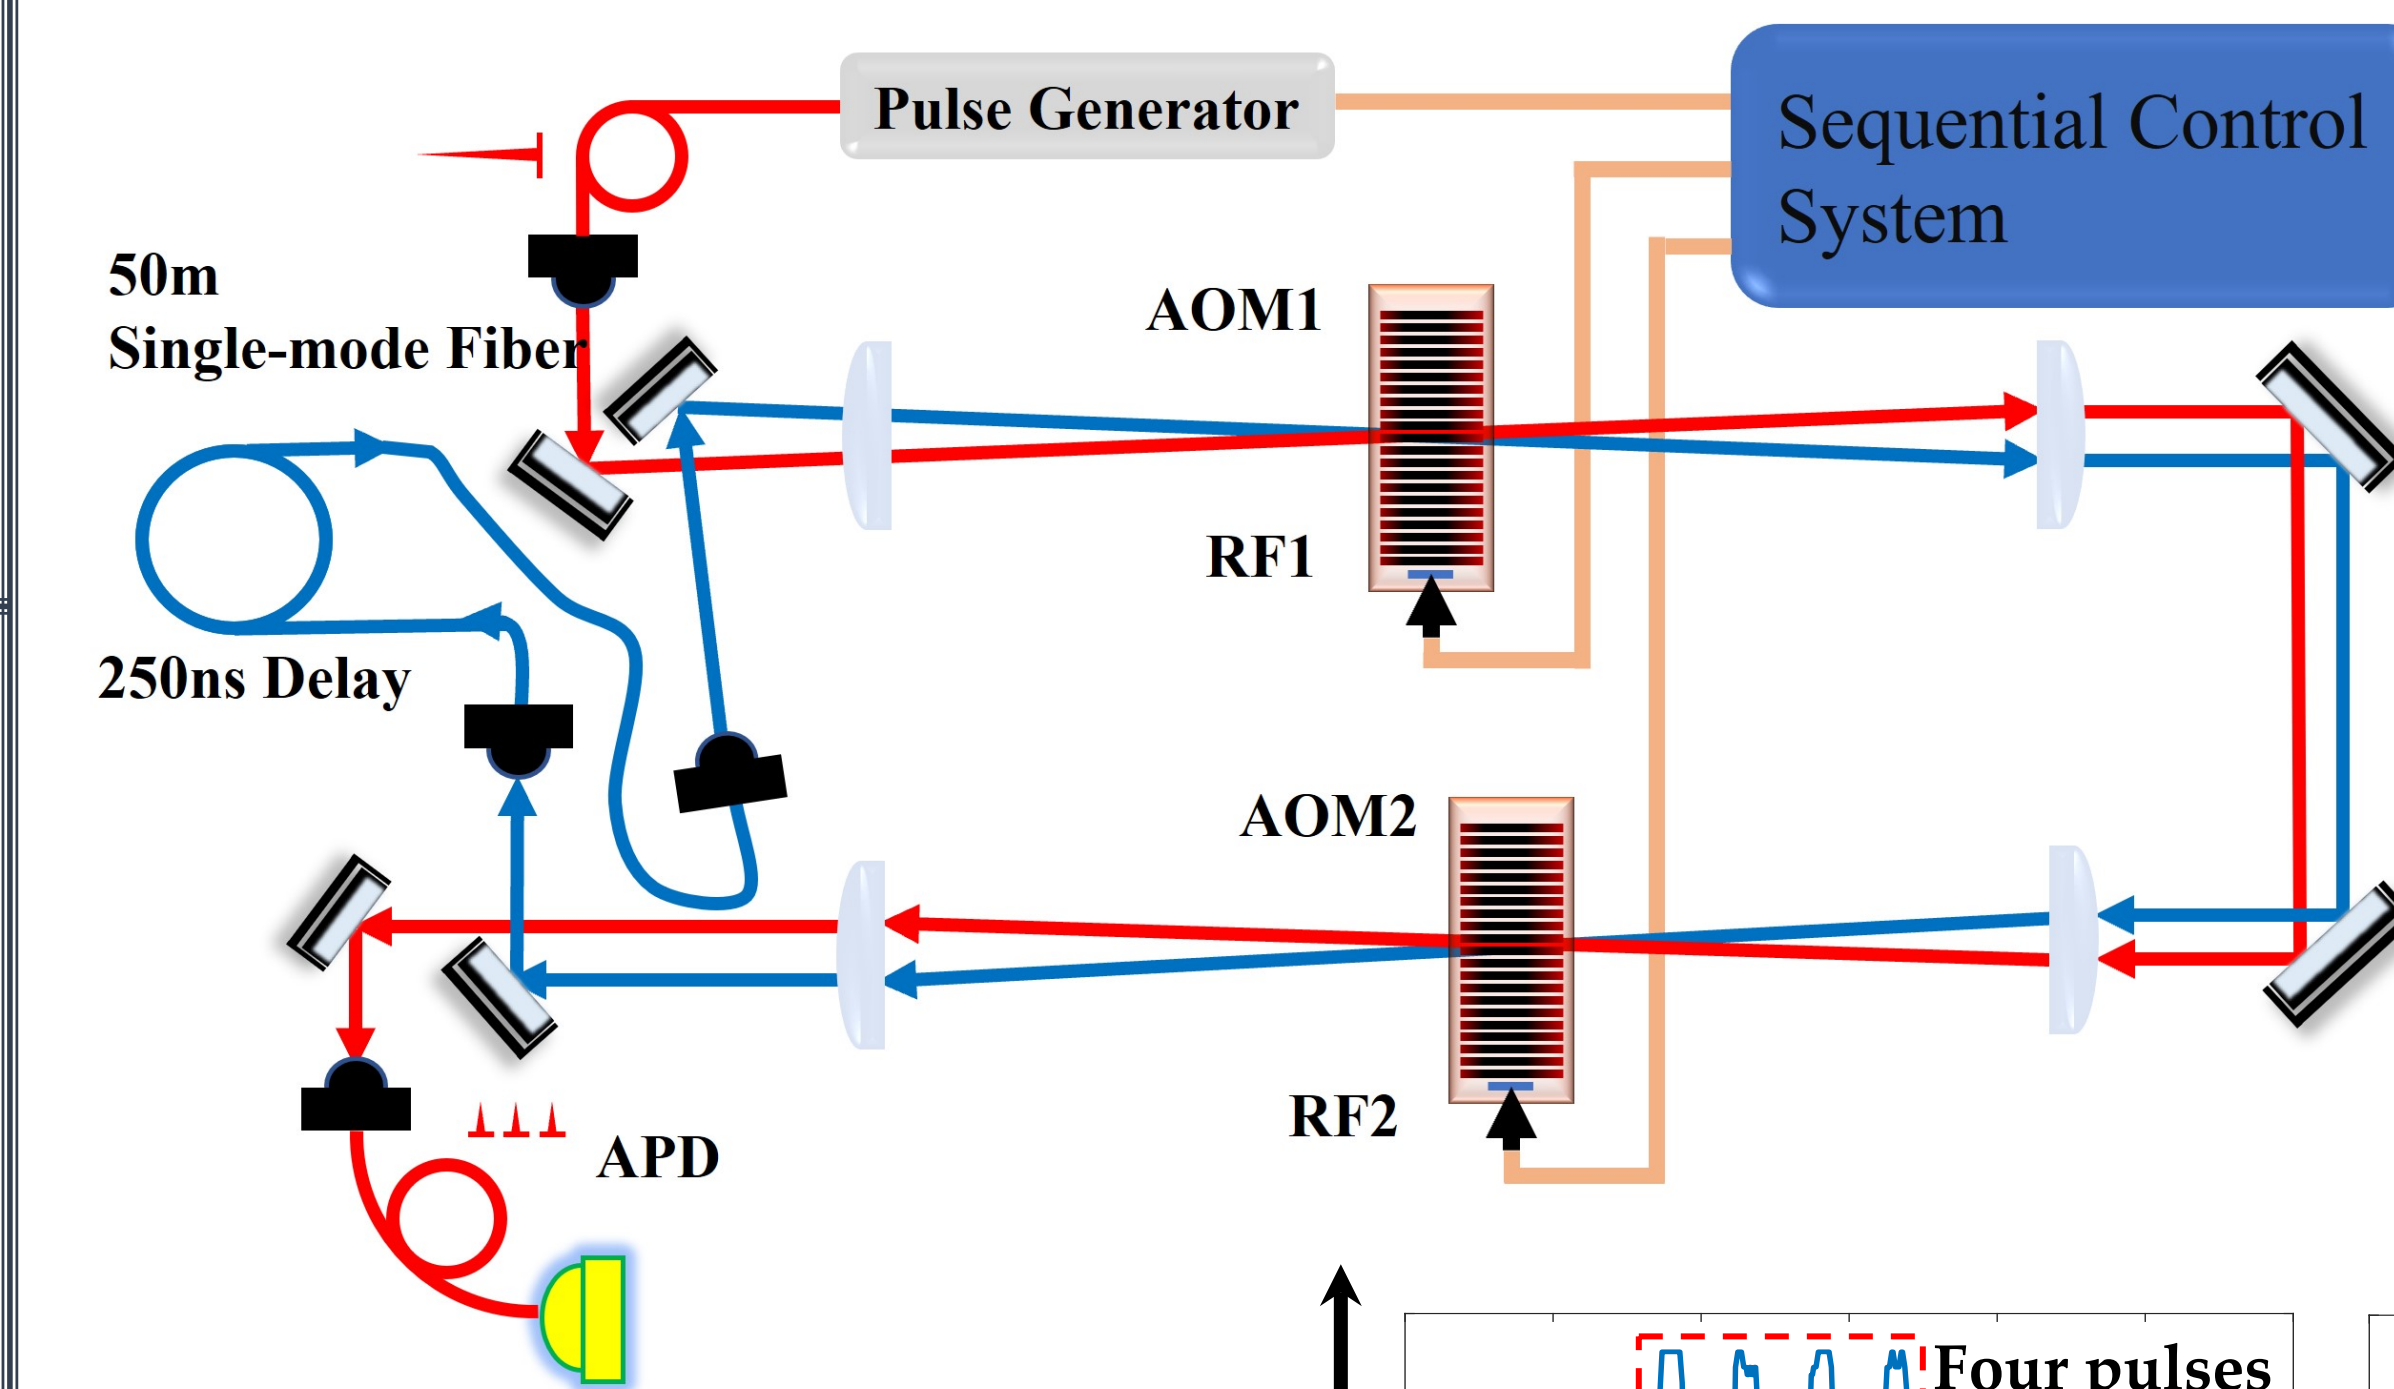 Pulse Generator
Sequential Control
System
50m
Single-mode Fiber
AOM1
RF1
250ns Delay
AOM2
RF2
APD
Four pulses